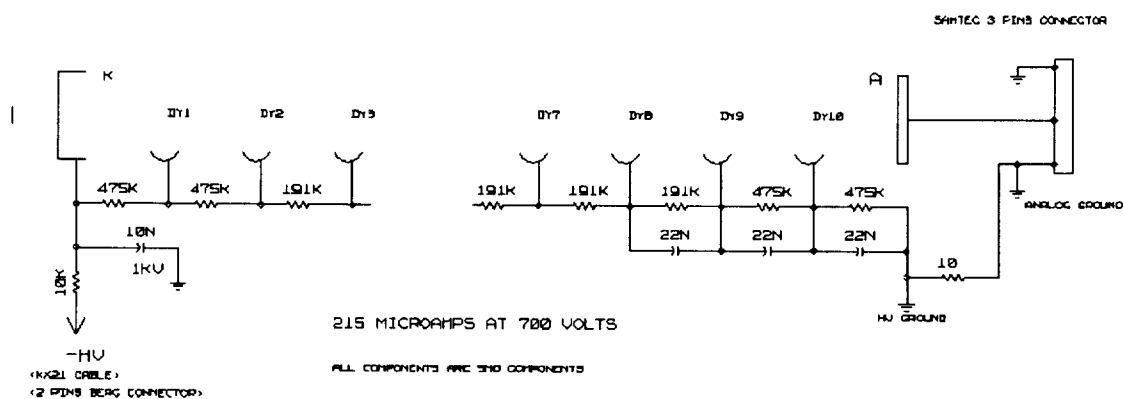 SAMTEC 3 PINS CONNECTOR
K
A
DY1
DY2
DY3
DY7
DY8
DY9
DY10
475K
475K
191K
191K
191K
191K
475K
475K
ANALOG GROUND
10N
22N
22N
22N
1KV
10K
10
HV GROUND
215 MICROAMPS AT 700 VOLTS
-HV
ALL COMPONENTS ARE SMD COMPONENTS
<KX21 CABLE>
<2 PINS BERG CONNECTOR>